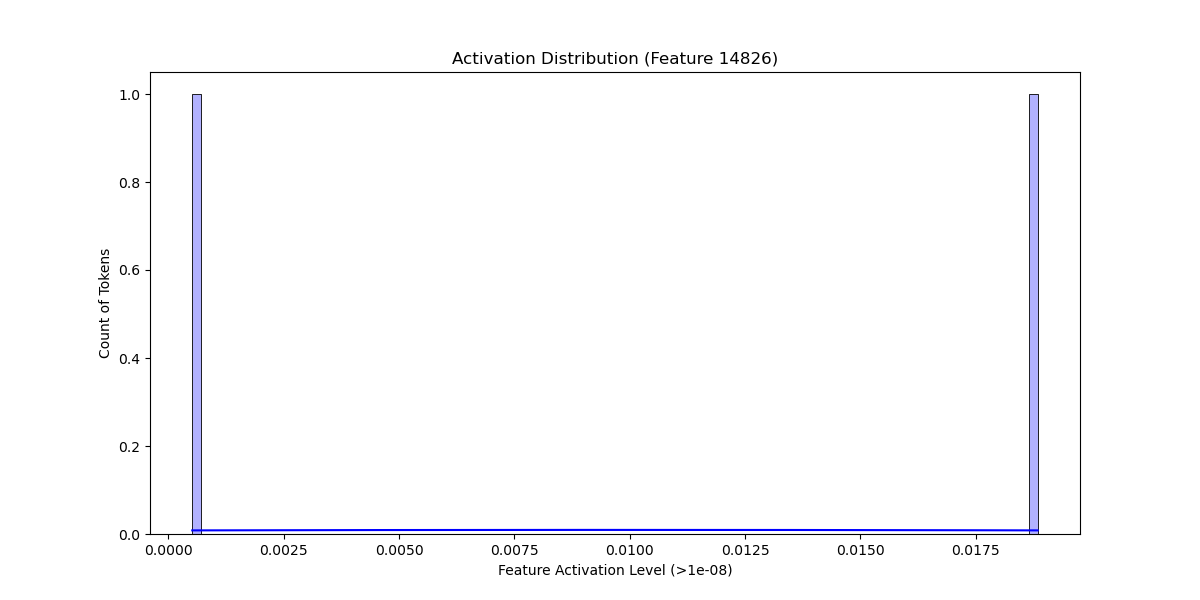 Activation Distribution (Feature 14826)
1.0
0.8
0.6
0.4
0.2
0.0
Count of Tokens
0.0000 0.0025 0.0050 0.0075 0.0100 0.0125 0.0150 0.0175
Feature Activation Level (>1e-08)